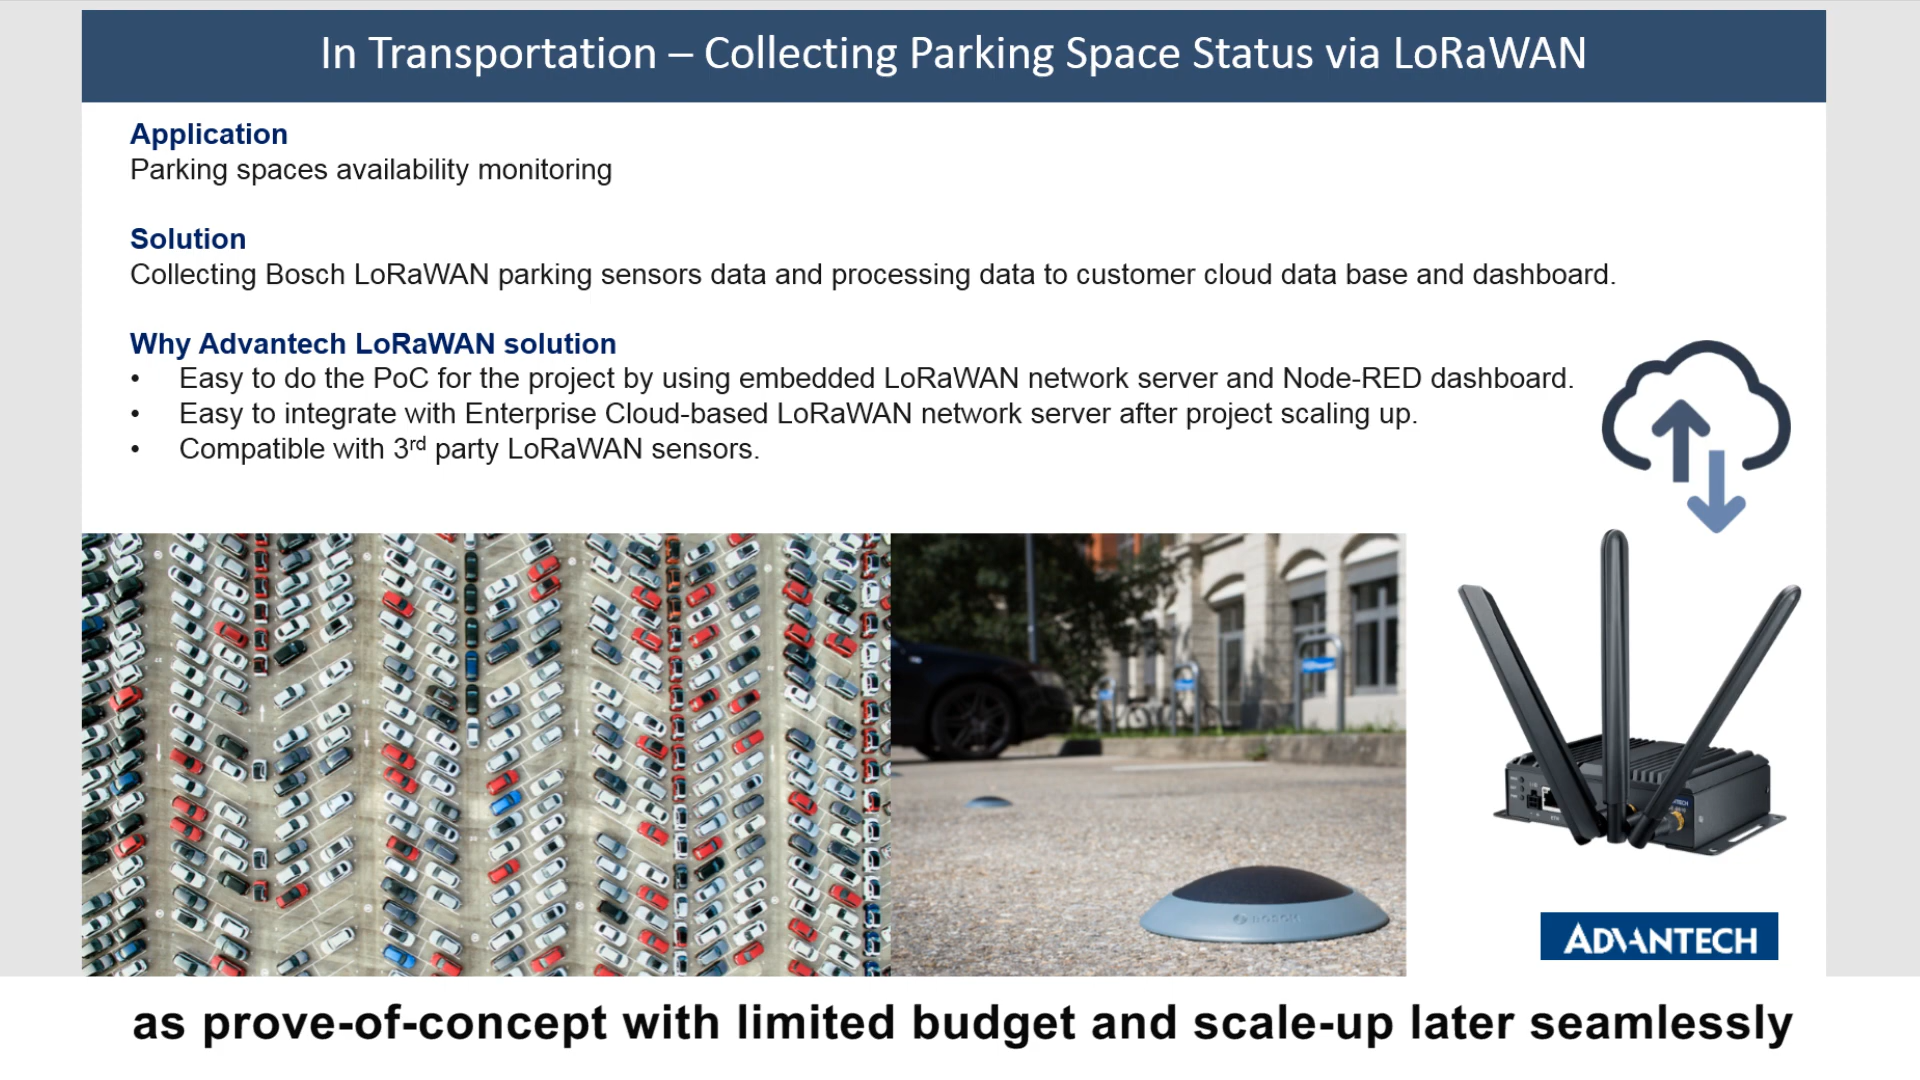 In Transportation – Collecting Parking Space Status via LoRaWAN
Application
Parking spaces availability monitoring
Solution
Collecting Bosch LoRaWAN parking sensors data and processing data to customer cloud data base and dashboard.
Why Advantech LoRaWAN solution
• Easy to do the PoC for the project by using embedded LoRaWAN network server and Node-RED dashboard.
• Easy to integrate with Enterprise Cloud-based LoRaWAN network server after project scaling up.
• Compatible with 3rd party LoRaWAN sensors.
BOSCH
ADVANTECH
as prove-of-concept with limited budget and scale-up later seamlessly